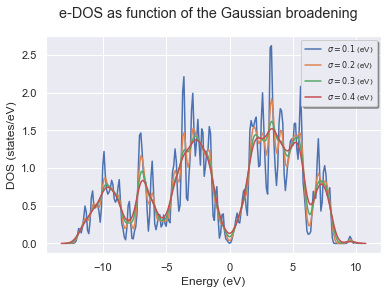 e-DOS as function of the Gaussian broadening
σ = 0.1 (eV)
σ = 0.2 (eV)
σ = 0.3 (eV)
σ = 0.4 (eV)
DOS (states/eV)
2.5
2.0
1.5
1.0
0.5
0.0
−10 −5 0 5 10
Energy (eV)